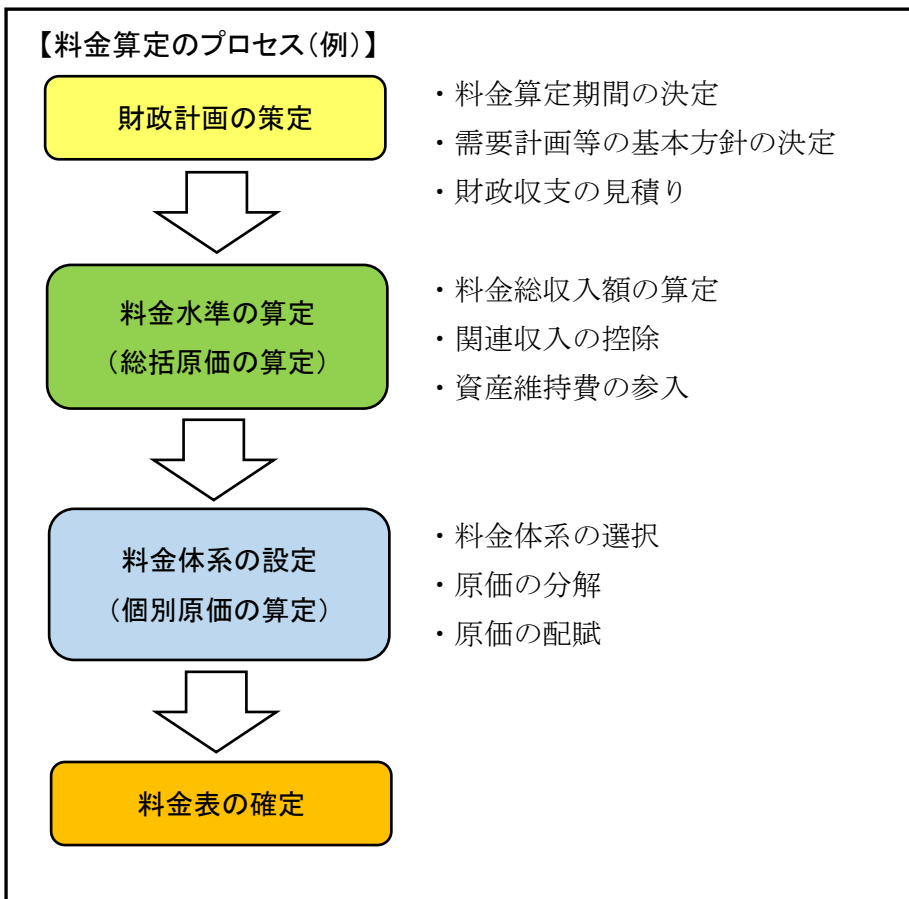 【料金算定のプロセス(例)】
財政計画の策定
・料金算定期間の決定
・需要計画等の基本方針の決定
・財政収支の見積り
料金水準の算定
(総括原価の算定)
・料金総収入額の算定
・関連収入の控除
・資産維持費の参入
料金体系の設定
(個別原価の算定)
・料金体系の選択
・原価の分解
・原価の配賦
料金表の確定